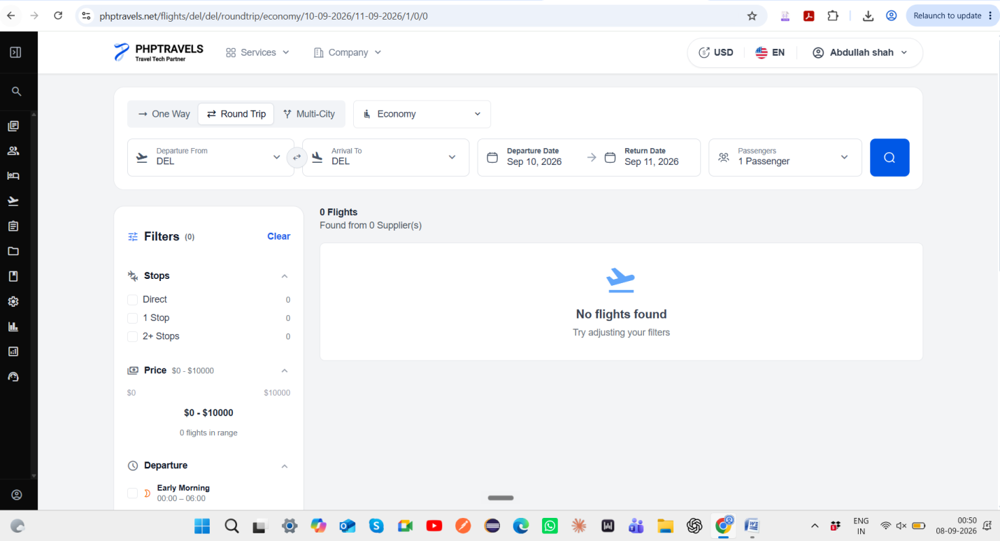 phptravels.net/flights/del/del/roundtrip/economy/10-09-2026/11-09-2026/1/0/0
Relaunch to update
PHPTRAVELS
Travel Tech Partner
Services
Company
USD
EN
Abdullah shah
One Way
Round Trip
Multi-City
Economy
Departure From
DEL
Arrival To
DEL
Departure Date
Sep 10, 2026
Return Date
Sep 11, 2026
Passengers
1 Passenger
0 Flights
Found from 0 Supplier(s)
Filters (0)
Clear
Stops
Direct 0
1 Stop 0
2+ Stops 0
Price $0 - $10000
$0 $10000
$0 - $10000
0 flights in range
Departure
Early Morning
00:00 – 06:00
No flights found
Try adjusting your filters
ENG
IN
00:50
08-09-2026